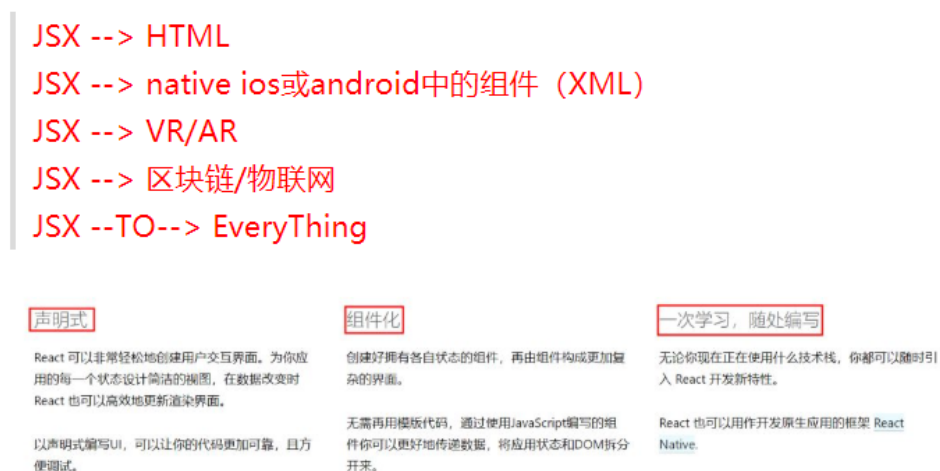 JSX --> HTML
JSX --> native ios或android中的组件（XML）
JSX --> VR/AR
JSX --> 区块链/物联网
JSX --TO--> EveryThing
声明式
React 可以非常轻松地创建用户交互界面。为你应
用的每一个状态设计简洁的视图，在数据改变时
React 也可以高效地更新渲染界面。
以声明式编写UI，可以让你的代码更加可靠，且方
便调试。
组件化
创建好拥有各自状态的组件，再由组件构成更加复
杂的界面。
无需再用模版代码，通过使用JavaScript编写的组
件你可以更好地传递数据，将应用状态和DOM拆分
开来。
一次学习，随处编写
无论你现在正在使用什么技术栈，你都可以随时引
入 React 开发新特性。
React 也可以用作开发原生应用的框架 React
Native.